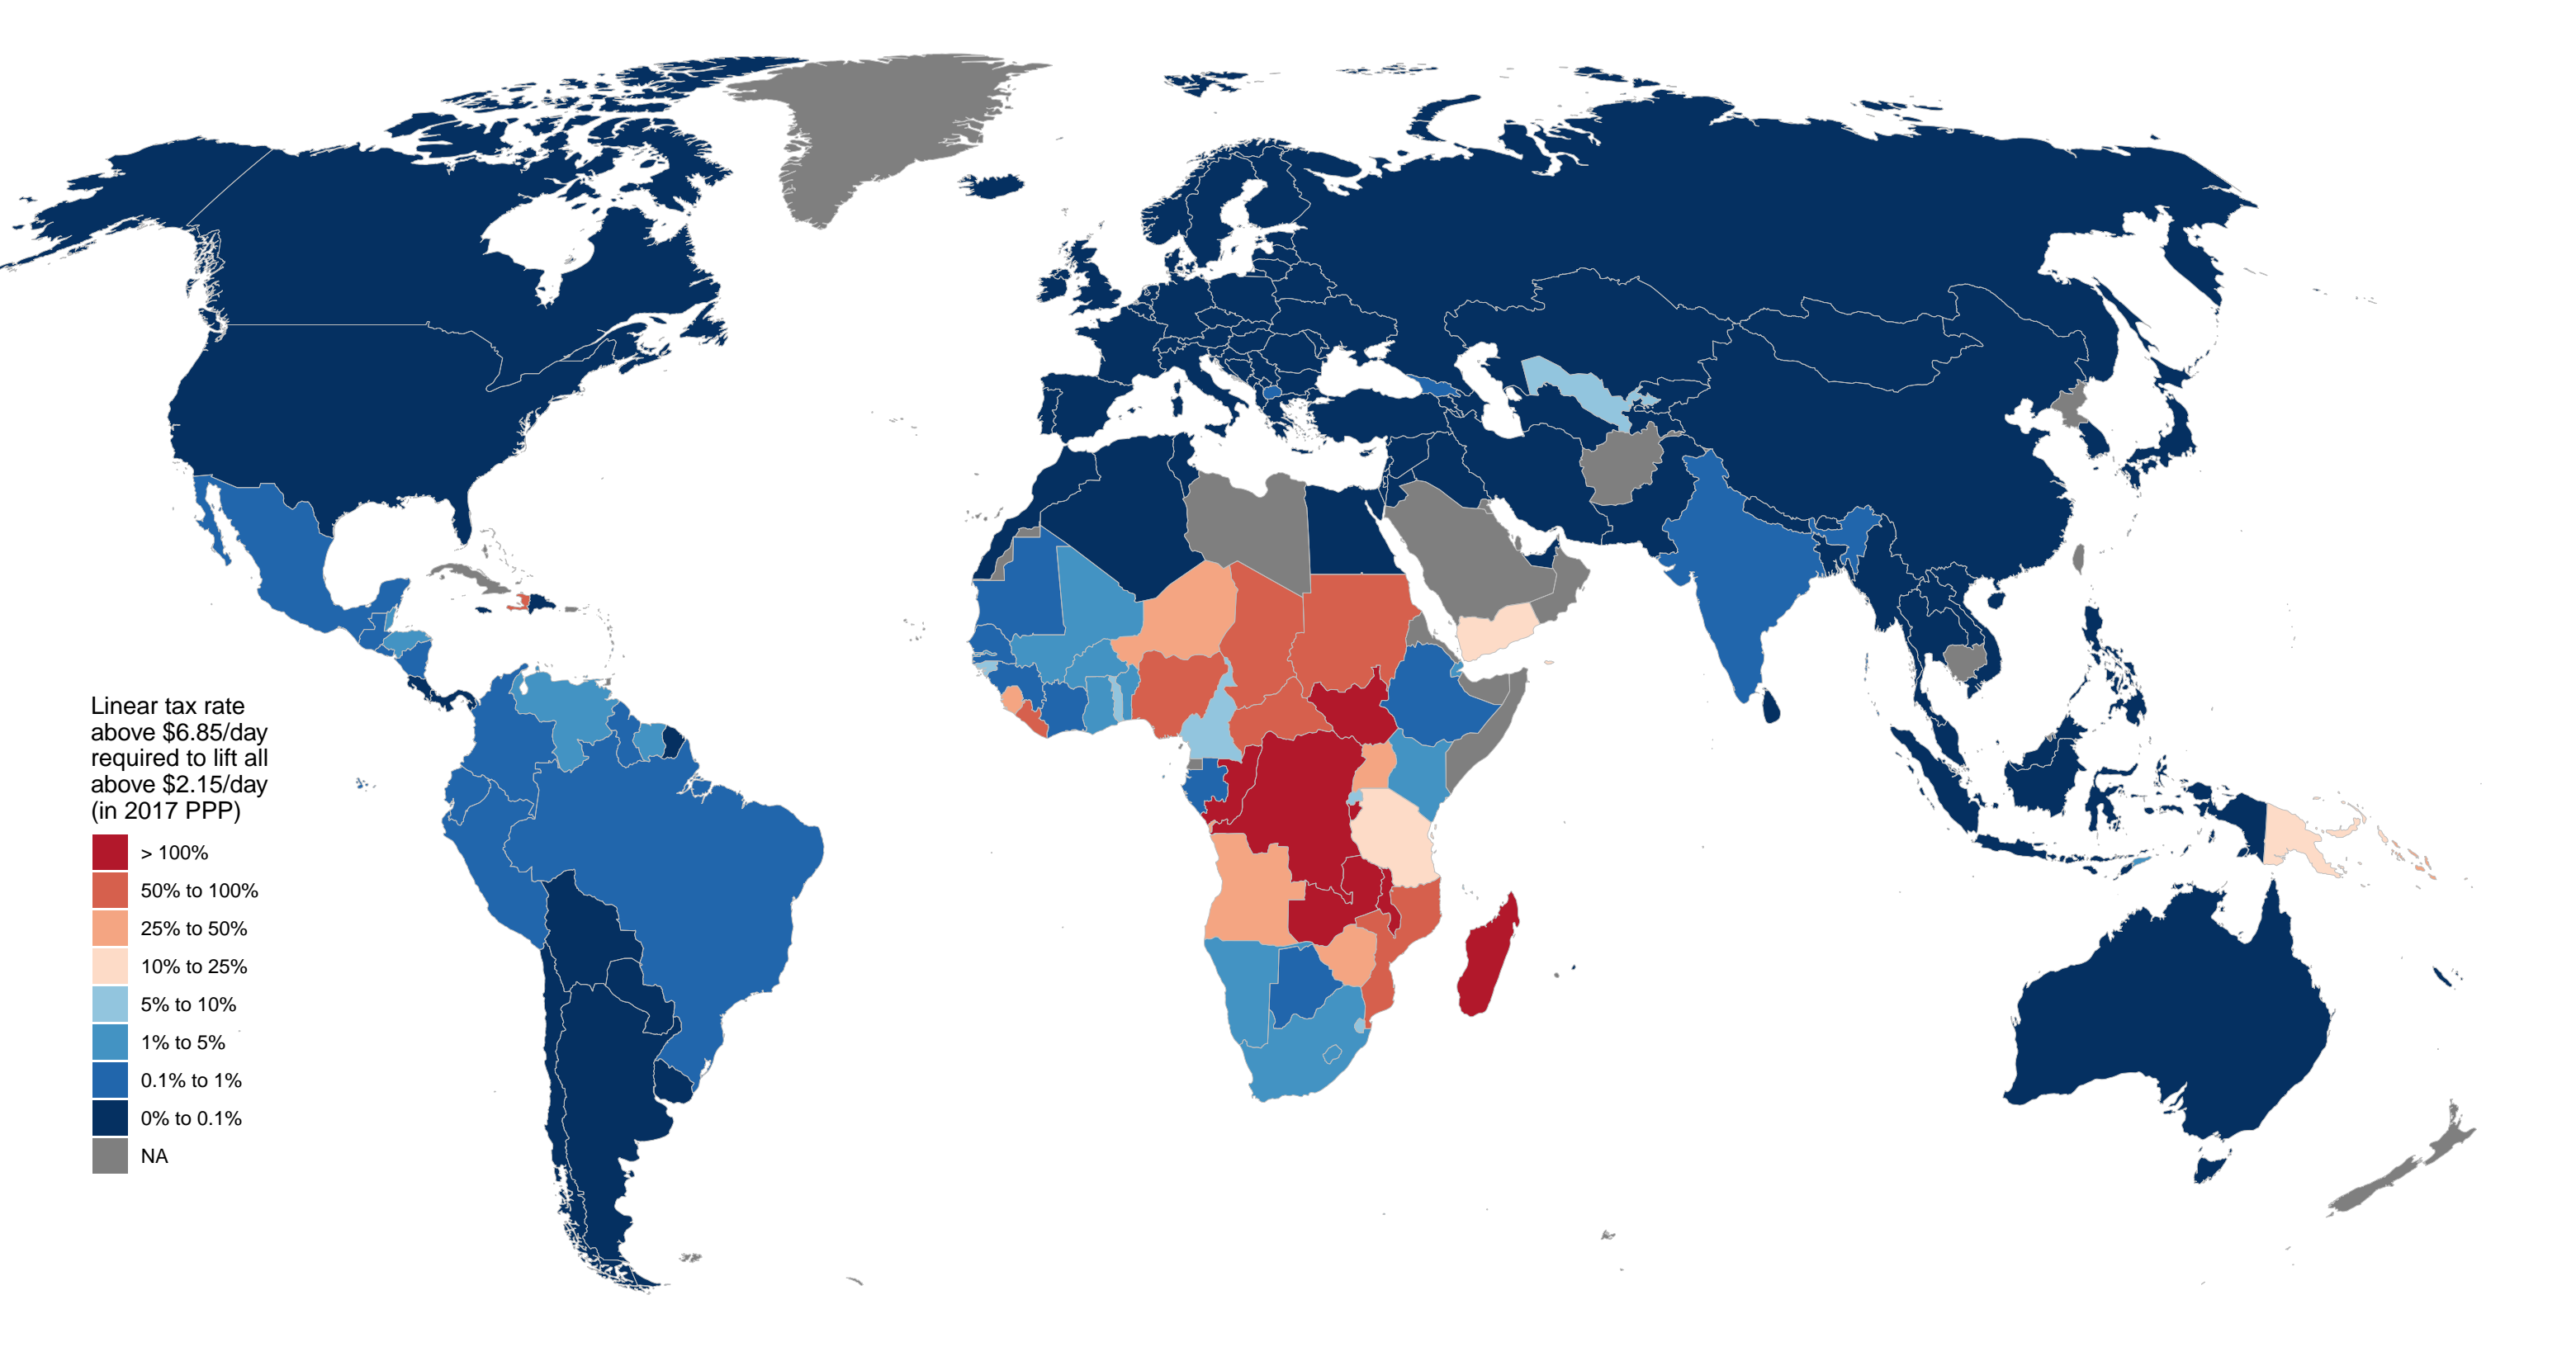 Linear tax rate
above $6.85/day
required to lift all
above $2.15/day
(in 2017 PPP)
> 100%
50% to 100%
25% to 50%
10% to 25%
5% to 10%
1% to 5%
0.1% to 1%
0% to 0.1%
NA